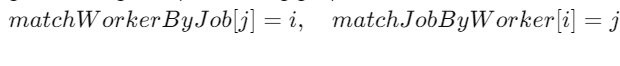 matchWorkerByJob[j] = i, matchJobByWorker[i] = j